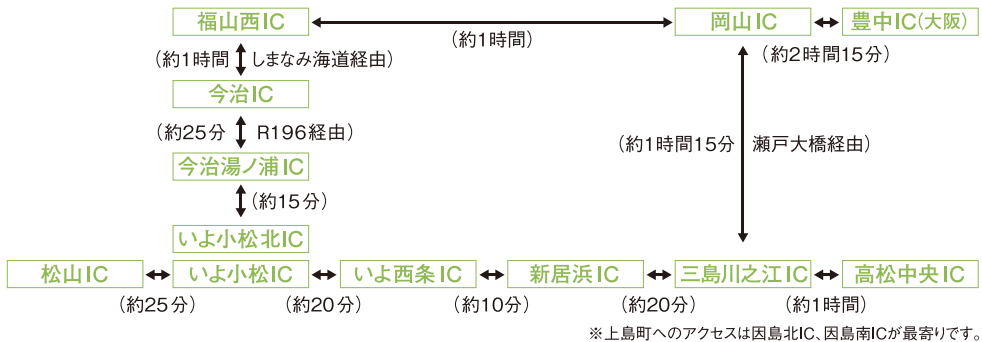 福山西IC
岡山IC
豊中IC(大阪)
(約1時間)
(約2時間15分)
(約1時間 しまなみ海道経由)
今治IC
(約25分 R196経由)
(約1時間15分 瀬戸大橋経由)
今治湯ノ浦IC
(約15分)
いよ小松北IC
松山IC
いよ小松IC
いよ西条IC
新居浜IC
三島川之江IC
高松中央IC
(約25分)
(約20分)
(約10分)
(約20分)
(約1時間)
※上島町へのアクセスは因島北IC、因島南ICが最寄りです。